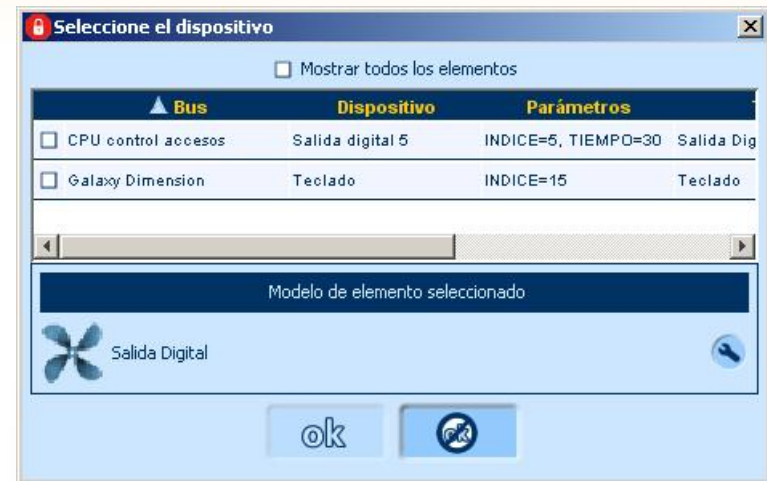 Seleccione el dispositivo
Mostrar todos los elementos
Bus Dispositivo Parámetros
CPU control accesos Salida digital 5 INDICE=5, TIEMPO=30 Salida Dig
Galaxy Dimension Teclado INDICE=15 Teclado
Modelo de elemento seleccionado
Salida Digital
ok
ok